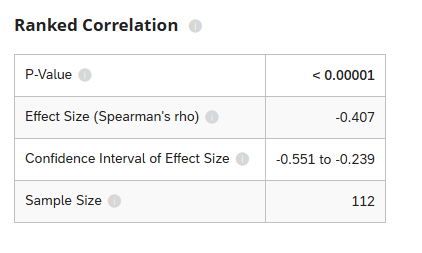 Ranked Correlation
P-Value < 0.00001
Effect Size (Spearman's rho) -0.407
Confidence Interval of Effect Size -0.551 to -0.239
Sample Size 112